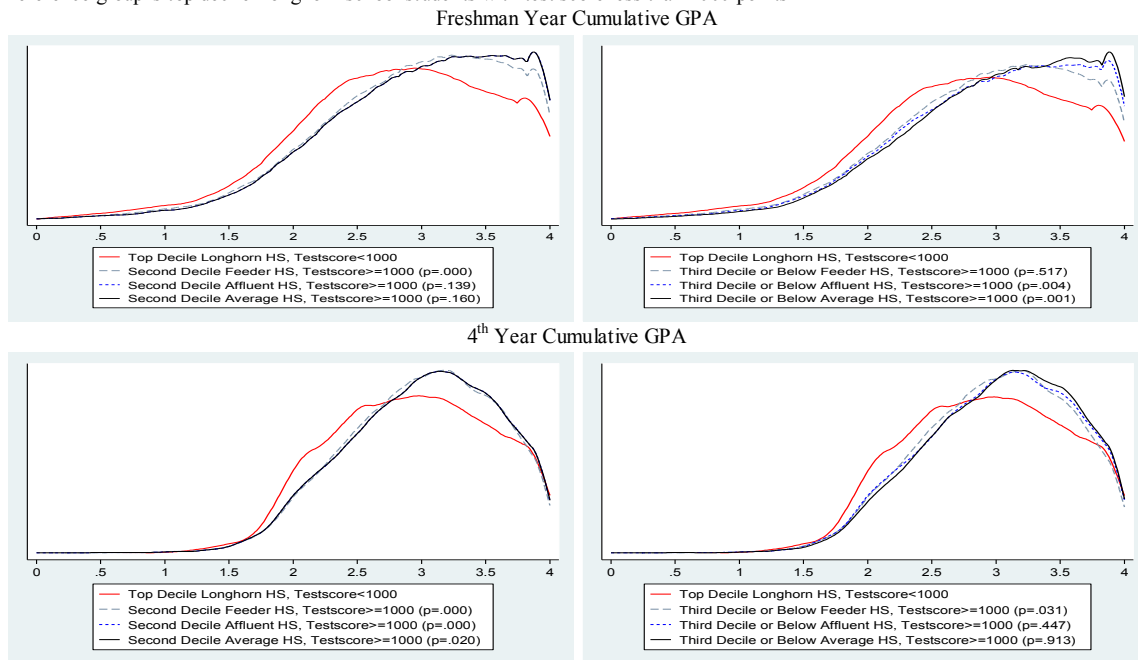 Freshman Year Cumulative GPA
0 .5 1 1.5 2 2.5 3 3.5 4
Top Decile Longhorn HS, Testscore<1000
Second Decile Feeder HS, Testscore>=1000 (p=.000)
Second Decile Affluent HS, Testscore>=1000 (p=.139)
Second Decile Average HS, Testscore>=1000 (p=.160)
0 .5 1 1.5 2 2.5 3 3.5 4
Top Decile Longhorn HS, Testscore<1000
Third Decile or Below Feeder HS, Testscore>=1000 (p=.517)
Third Decile or Below Affluent HS, Testscore>=1000 (p=.004)
Third Decile or Below Average HS, Testscore>=1000 (p=.001)
4th Year Cumulative GPA
0 .5 1 1.5 2 2.5 3 3.5 4
Top Decile Longhorn HS, Testscore<1000
Second Decile Feeder HS, Testscore>=1000 (p=.000)
Second Decile Affluent HS, Testscore>=1000 (p=.000)
Second Decile Average HS, Testscore>=1000 (p=.020)
0 .5 1 1.5 2 2.5 3 3.5 4
Top Decile Longhorn HS, Testscore<1000
Third Decile or Below Feeder HS, Testscore>=1000 (p=.031)
Third Decile or Below Affluent HS, Testscore>=1000 (p=.447)
Third Decile or Below Average HS, Testscore>=1000 (p=.913)